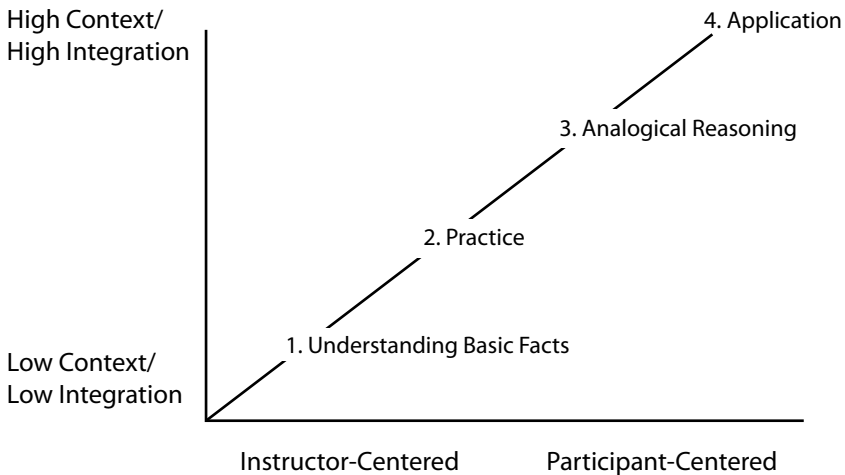 High Context/
High Integration
4. Application
3. Analogical Reasoning
2. Practice
1. Understanding Basic Facts
Low Context/
Low Integration
Instructor-Centered
Participant-Centered